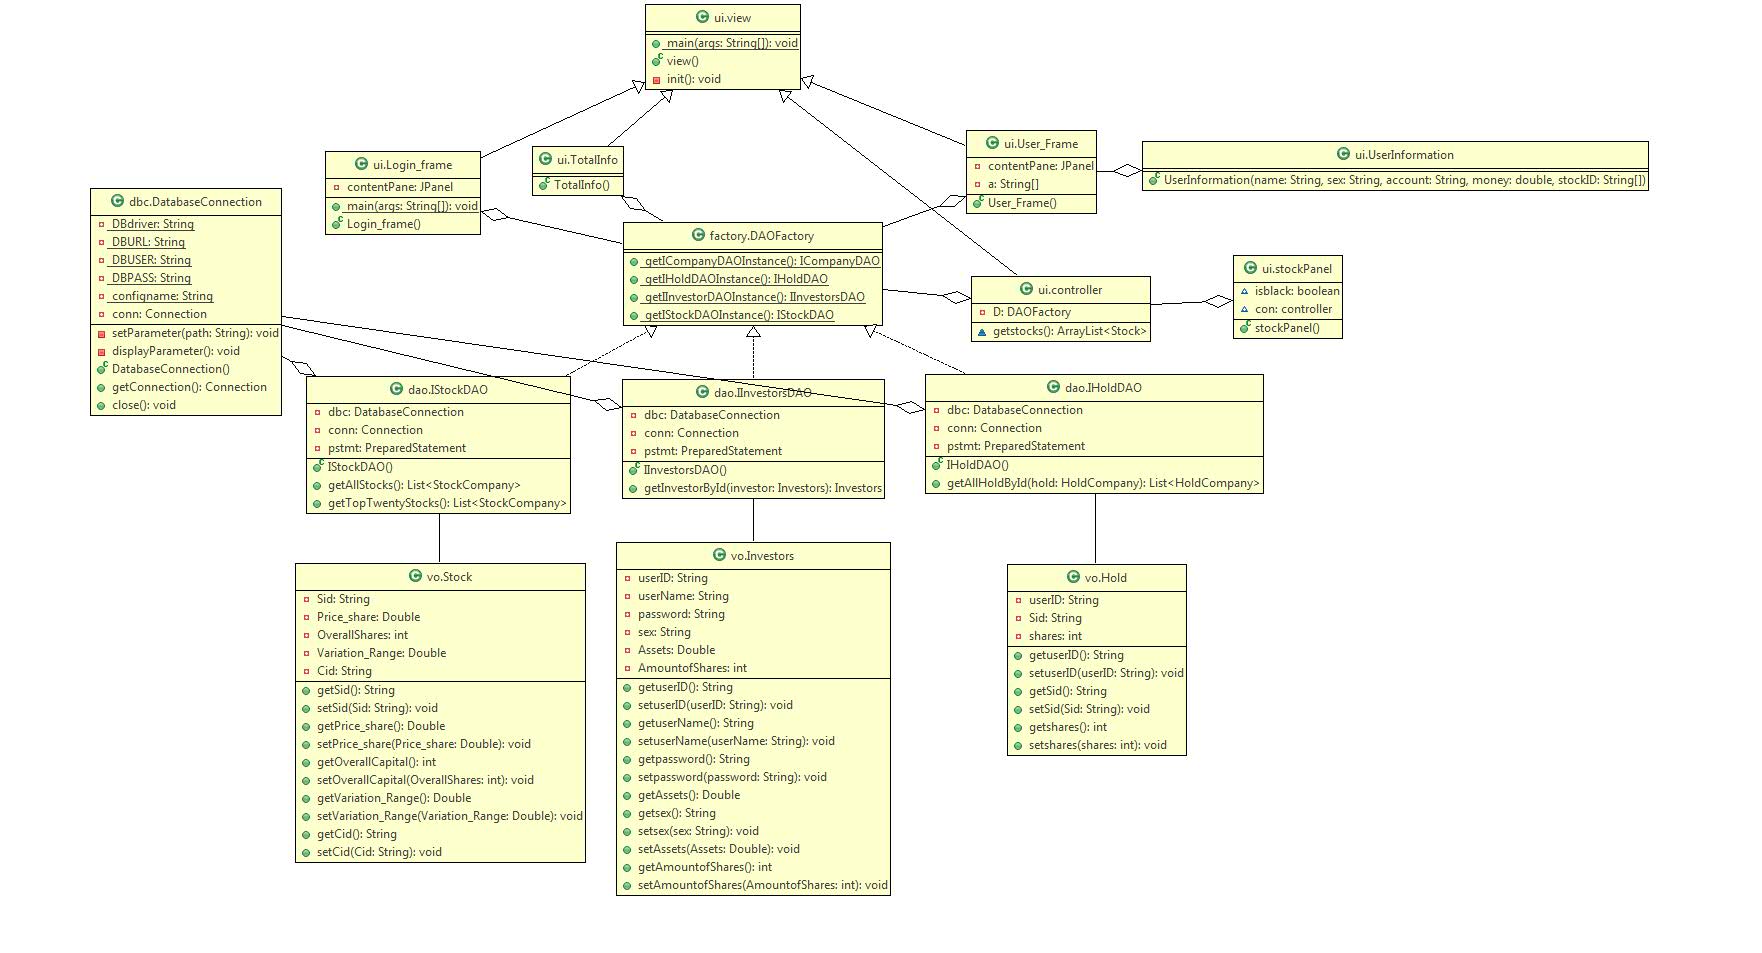 ui.view
main(args: String[]): void
view()
init(): void
ui.Login_frame
contentPane: JPanel
main(args: String[]): void
Login_frame()
ui.TotalInfo
TotalInfo()
ui.User_Frame
contentPane: JPanel
a: String[]
User_Frame()
ui.UserInformation
UserInformation(name: String, sex: String, account: String, money: double, stockID: String[])
dbc.DatabaseConnection
DBdriver: String
DBURL: String
DBUSER: String
DBPASS: String
configname: String
conn: Connection
setParameter(path: String): void
displayParameter(): void
DatabaseConnection()
getConnection(): Connection
close(): void
factory.DAOFactory
getICompanyDAOInstance(): ICompanyDAO
getIHoldDAOInstance(): IHoldDAO
getIInvestorDAOInstance(): IInvestorsDAO
getIStockDAOInstance(): IStockDAO
ui.controller
D: DAOFactory
getstocks(): ArrayList<Stock>
ui.stockPanel
isblack: boolean
con: controller
stockPanel()
dao.IStockDAO
dbc: DatabaseConnection
conn: Connection
pstmt: PreparedStatement
IStockDAO()
getAllStocks(): List<StockCompany>
getTopTwentyStocks(): List<StockCompany>
dao.IInvestorsDAO
dbc: DatabaseConnection
conn: Connection
pstmt: PreparedStatement
IInvestorsDAO()
getInvestorById(investor: Investors): Investors
dao.IHoldDAO
dbc: DatabaseConnection
conn: Connection
pstmt: PreparedStatement
IHoldDAO()
getAllHoldById(hold: HoldCompany): List<HoldCompany>
vo.Stock
Sid: String
Price_share: Double
OverallShares: int
Variation_Range: Double
Cid: String
getSid(): String
setSid(Sid: String): void
getPrice_share(): Double
setPrice_share(Price_share: Double): void
getOverallCapital(): int
setOverallCapital(OverallShares: int): void
getVariation_Range(): Double
setVariation_Range(Variation_Range: Double): void
getCid(): String
setCid(Cid: String): void
vo.Investors
userID: String
userName: String
password: String
sex: String
Assets: Double
AmountofShares: int
getuserID(): String
setuserID(userID: String): void
getuserName(): String
setuserName(userName: String): void
getpassword(): String
setpassword(password: String): void
getAssets(): Double
getsex(): String
setsex(sex: String): void
setAssets(Assets: Double): void
getAmountofShares(): int
setAmountofShares(AmountofShares: int): void
vo.Hold
userID: String
Sid: String
shares: int
getuserID(): String
setuserID(userID: String): void
getSid(): String
setSid(Sid: String): void
getshares(): int
setshares(shares: int): void